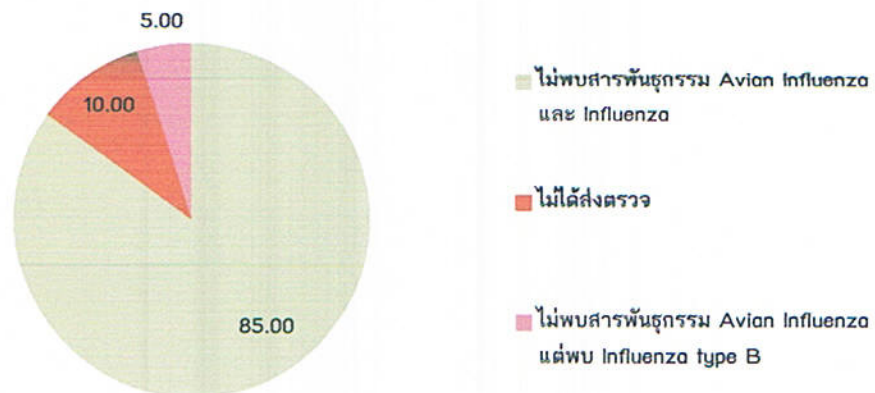 5.00
10.00
85.00
ไม่พบสารพันธุกรรม Avian Influenza
และ Influenza
ไม่ได้ส่งตรวจ
ไม่พบสารพันธุกรรม Avian Influenza
แต่พบ Influenza type B